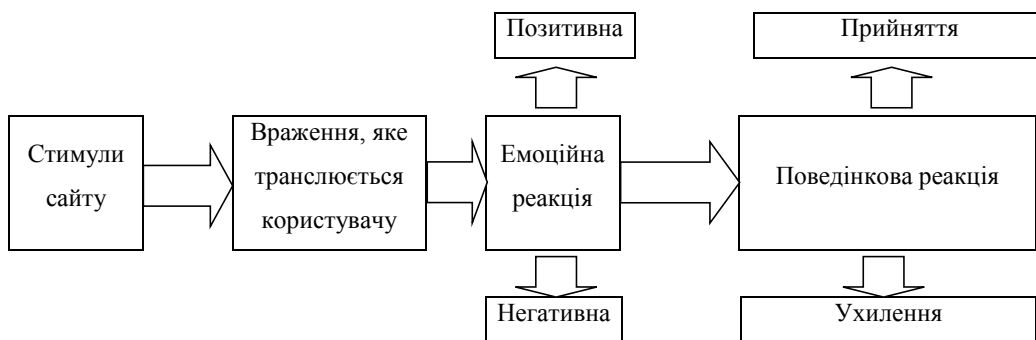 Позитивна
Прийняття
Стимули
сайту
Враження, яке
транслюється
користувачу
Емоційна
реакція
Поведінкова реакція
Негативна
Ухилення